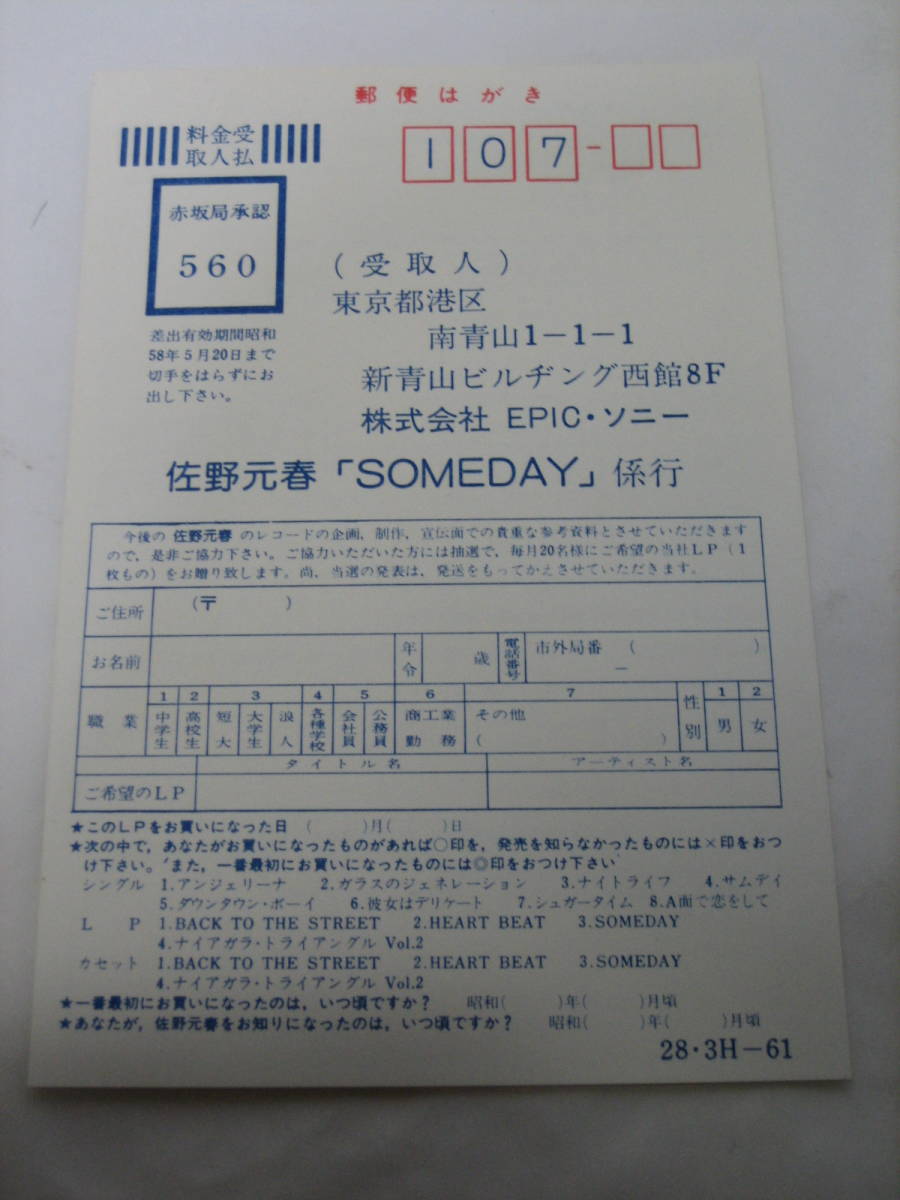 郵便はがき
料金受
取人払
107-
赤坂局承認
560
差出有効期間昭和
58年5月20日まで
切手をはらずにお
出し下さい。
(受取人)
東京都港区
南青山1-1-1
新青山ビルヂング西館8F
株式会社 EPIC・ソニー
佐野元春「SOMEDAY」係行
今後の 佐野元春 のレコードの企画、制作、宣伝面での貴重な参考資料とさせていただきます
ので、是非ご協力下さい。ご協力いただいた方には抽選で、毎月20名様にご希望の当社LP(1
枚もの)をお贈り致します。尚、当選の発表は、発送をもってかえさせていただきます。
ご住所 (〒 )
お名前 年令 歳 電話番号 市外局番 ( ) ―
職業 1 中学生 2 高校生 3 短大 大学生 浪人 4 各種学校 5 会社員 公務員 6 商工業勤務 7 その他( ) 性別 1 男 2 女
タイトル名 アーティスト名
ご希望のLP
★このLPをお買いになった日 ( )月( )日
★次の中で、あなたがお買いになったものがあれば○印を、発売を知らなかったものには×印をおつ
け下さい。また、一番最初にお買いになったものには◎印をおつけ下さい
シングル 1.アンジェリーナ 2.ガラスのジェネレーション 3.ナイトライフ 4.サムデイ
5.ダウンタウン・ボーイ 6.彼女はデリケート 7.シュガータイム 8.A面で恋をして
LP 1.BACK TO THE STREET 2.HEART BEAT 3.SOMEDAY
4.ナイアガラ・トライアングル Vol.2
カセット 1.BACK TO THE STREET 2.HEART BEAT 3.SOMEDAY
4.ナイアガラ・トライアングル Vol.2
★一番最初にお買いになったのは、いつ頃ですか? 昭和( )年( )月頃
★あなたが、佐野元春をお知りになったのは、いつ頃ですか? 昭和( )年( )月頃
28・3H-61